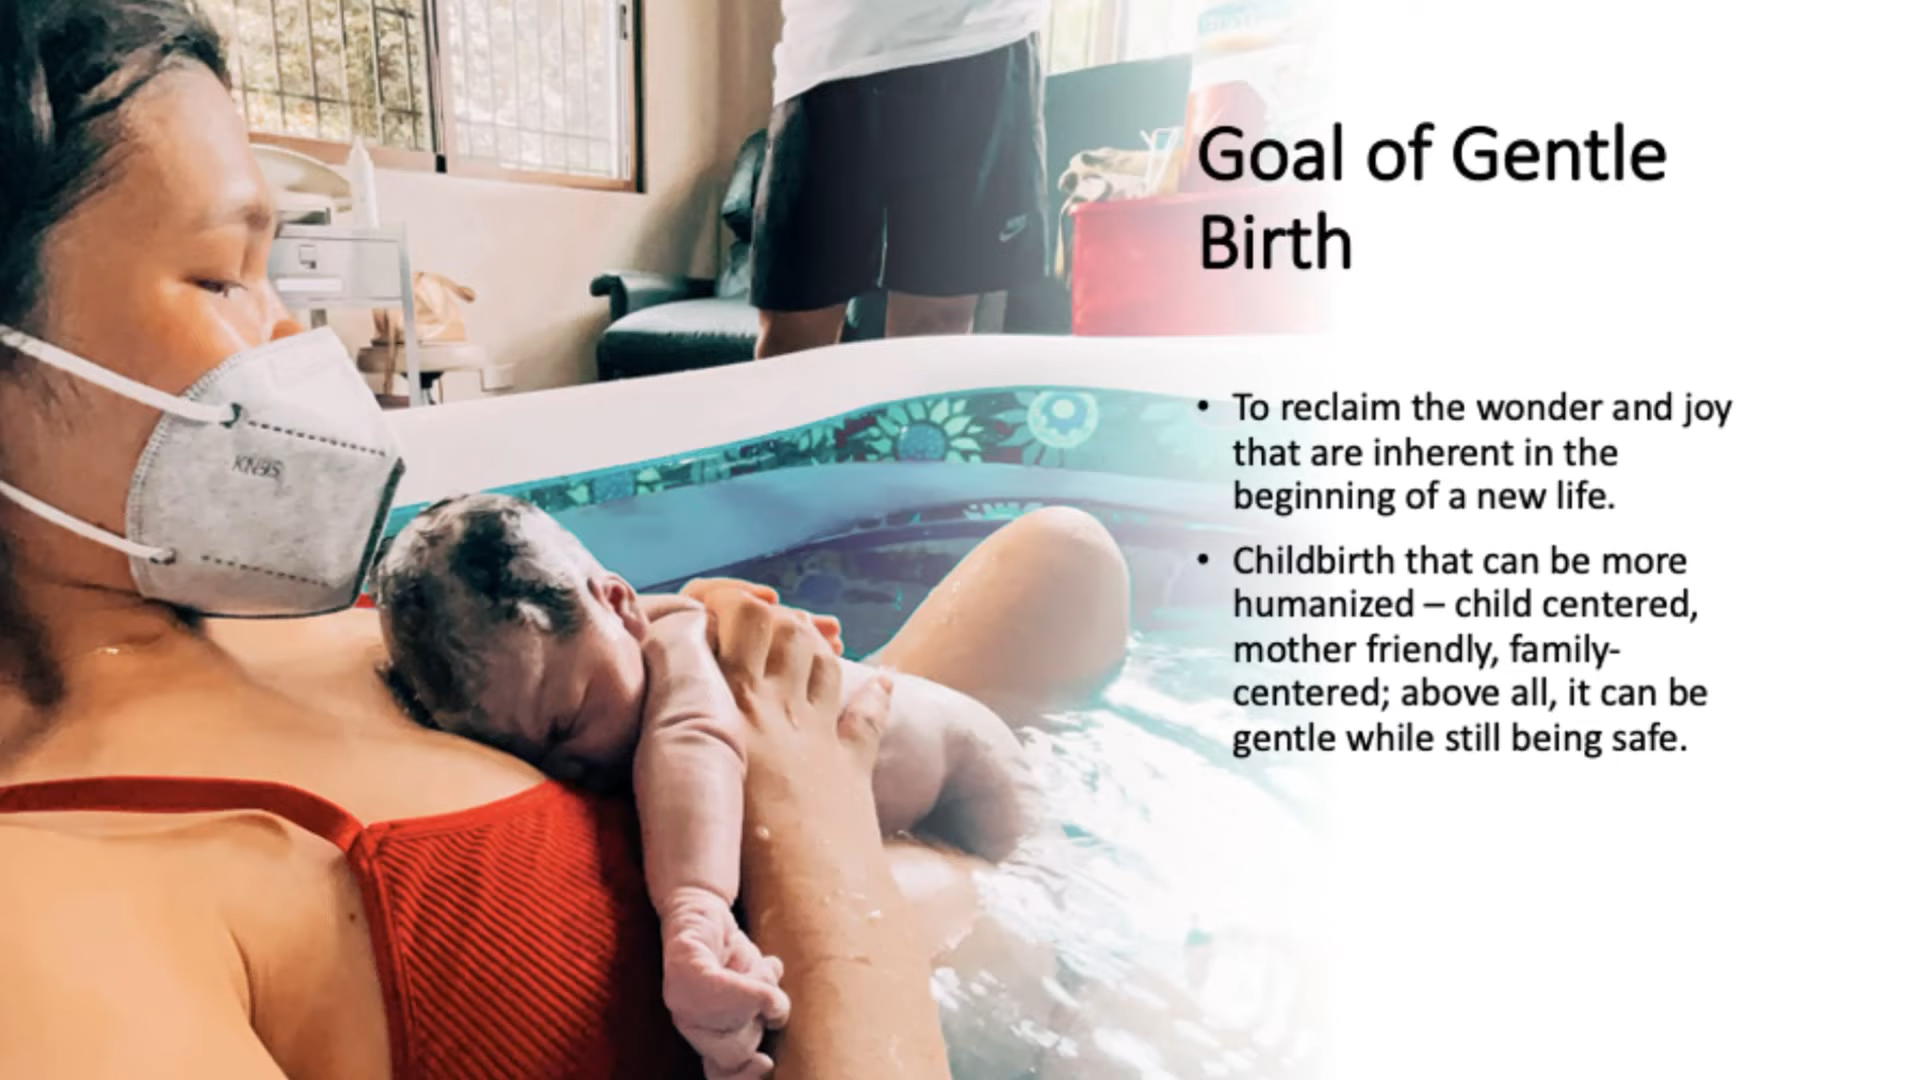 Goal of Gentle
Birth
• To reclaim the wonder and joy
that are inherent in the
beginning of a new life.
• Childbirth that can be more
humanized – child centered,
mother friendly, family-
centered; above all, it can be
gentle while still being safe.
KN95